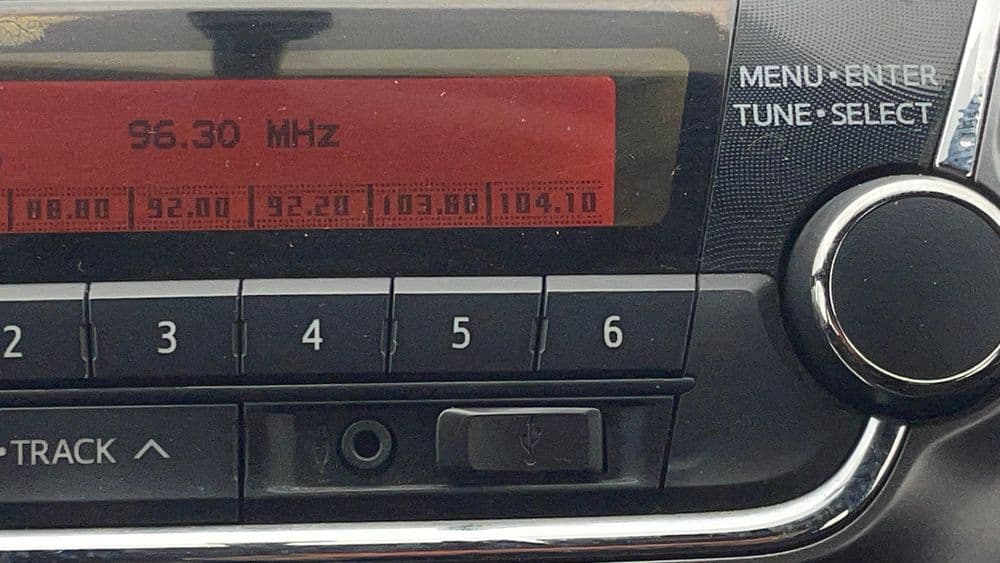 MENU•ENTER
TUNE•SELECT
96.30 MHz
88.80 92.00 92.20 103.80 104.10
2 3 4 5 6
•TRACK ∧